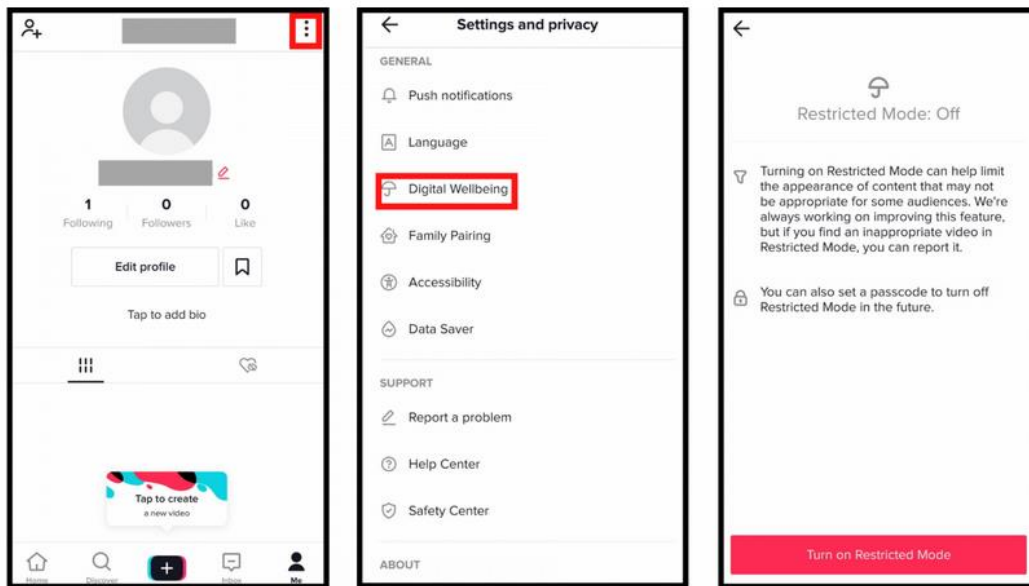 1
0
0
Following
Followers
Like
Edit profile
Tap to add bio
Tap to create
a new video
Home
Discover
Inbox
Me
Settings and privacy
GENERAL
Push notifications
Language
Digital Wellbeing
Family Pairing
Accessibility
Data Saver
SUPPORT
Report a problem
Help Center
Safety Center
ABOUT
Restricted Mode: Off
Turning on Restricted Mode can help limit
the appearance of content that may not
be appropriate for some audiences. We're
always working on improving this feature,
but if you find an inappropriate video in
Restricted Mode, you can report it.
You can also set a passcode to turn off
Restricted Mode in the future.
Turn on Restricted Mode